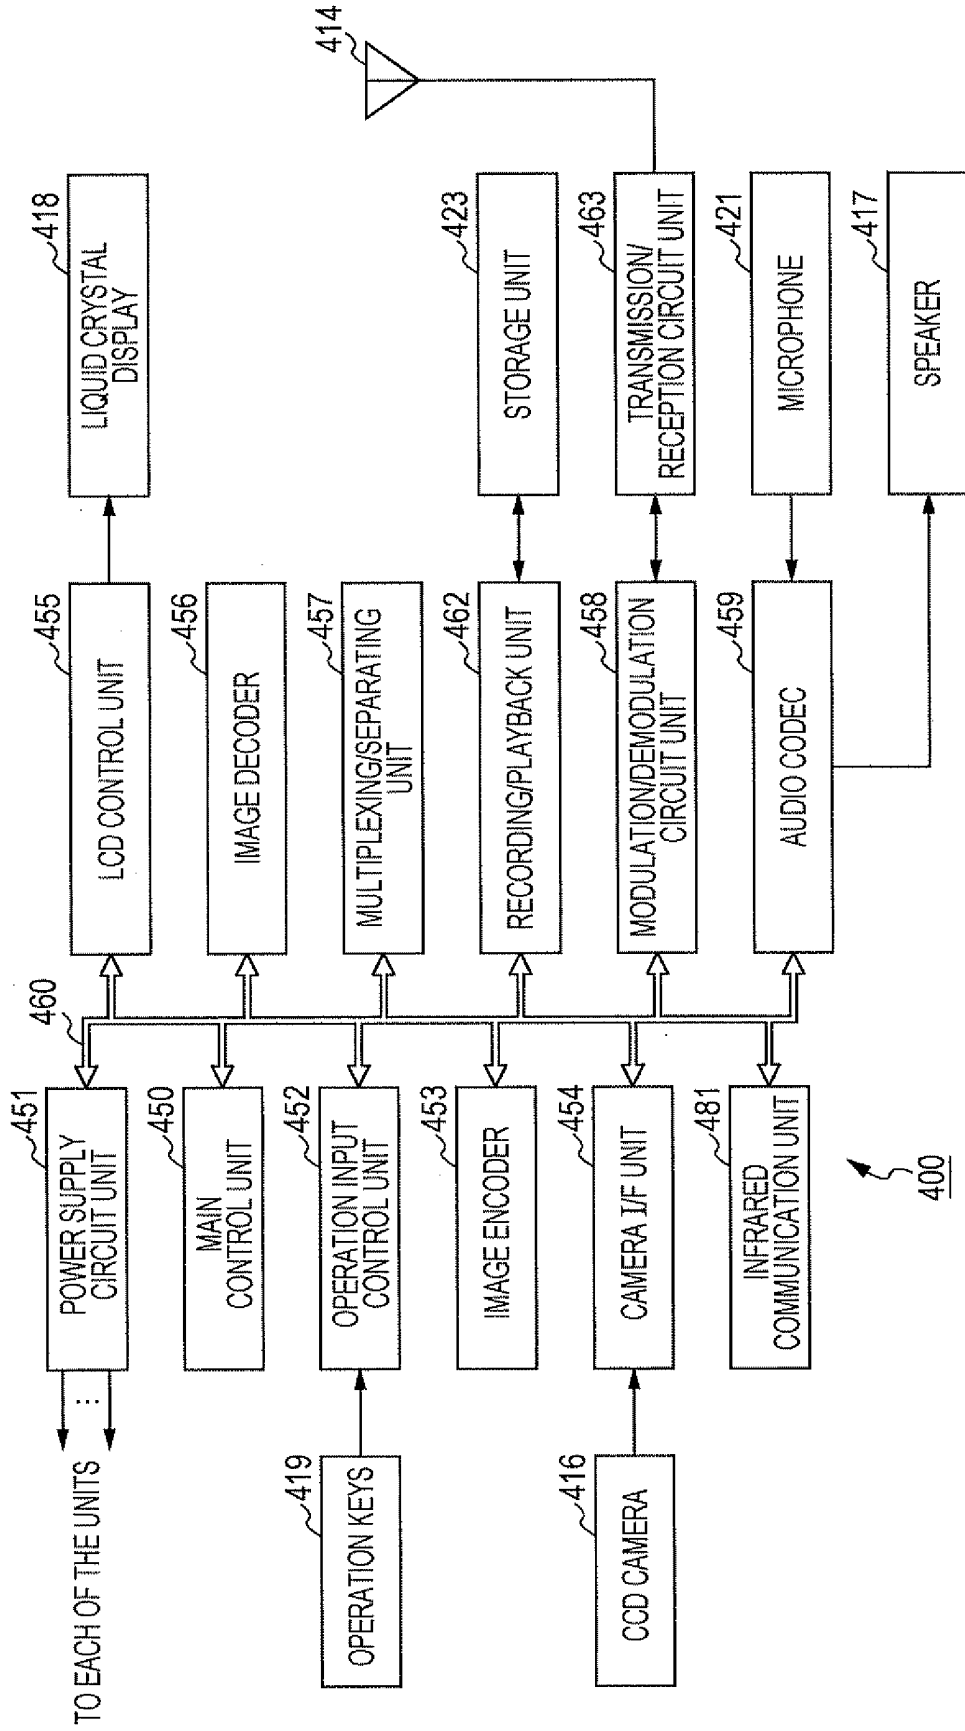 414
418
LIQUID CRYSTAL
DISPLAY
423
STORAGE UNIT
463
TRANSMISSION/
RECEPTION CIRCUIT UNIT
421
MICROPHONE
417
SPEAKER
455
LCD CONTROL UNIT
456
IMAGE DECODER
457
MULTIPLEXING/SEPARATING
UNIT
462
RECORDING/PLAYBACK UNIT
458
MODULATION/DEMODULATION
CIRCUIT UNIT
459
AUDIO CODEC
460
451
POWER SUPPLY
CIRCUIT UNIT
450
MAIN
CONTROL UNIT
452
OPERATION INPUT
CONTROL UNIT
453
IMAGE ENCODER
454
CAMERA I/F UNIT
481
INFRARED
COMMUNICATION UNIT
...
TO EACH OF THE UNITS
419
OPERATION KEYS
416
CCD CAMERA
400